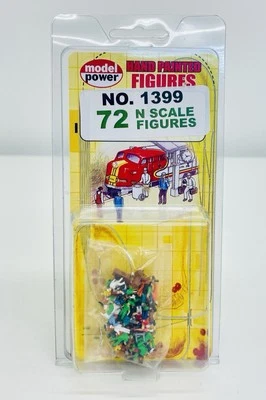 model
power
HAND PAINTED
FIGURES
NO. 1399
72 N SCALE
FIGURES